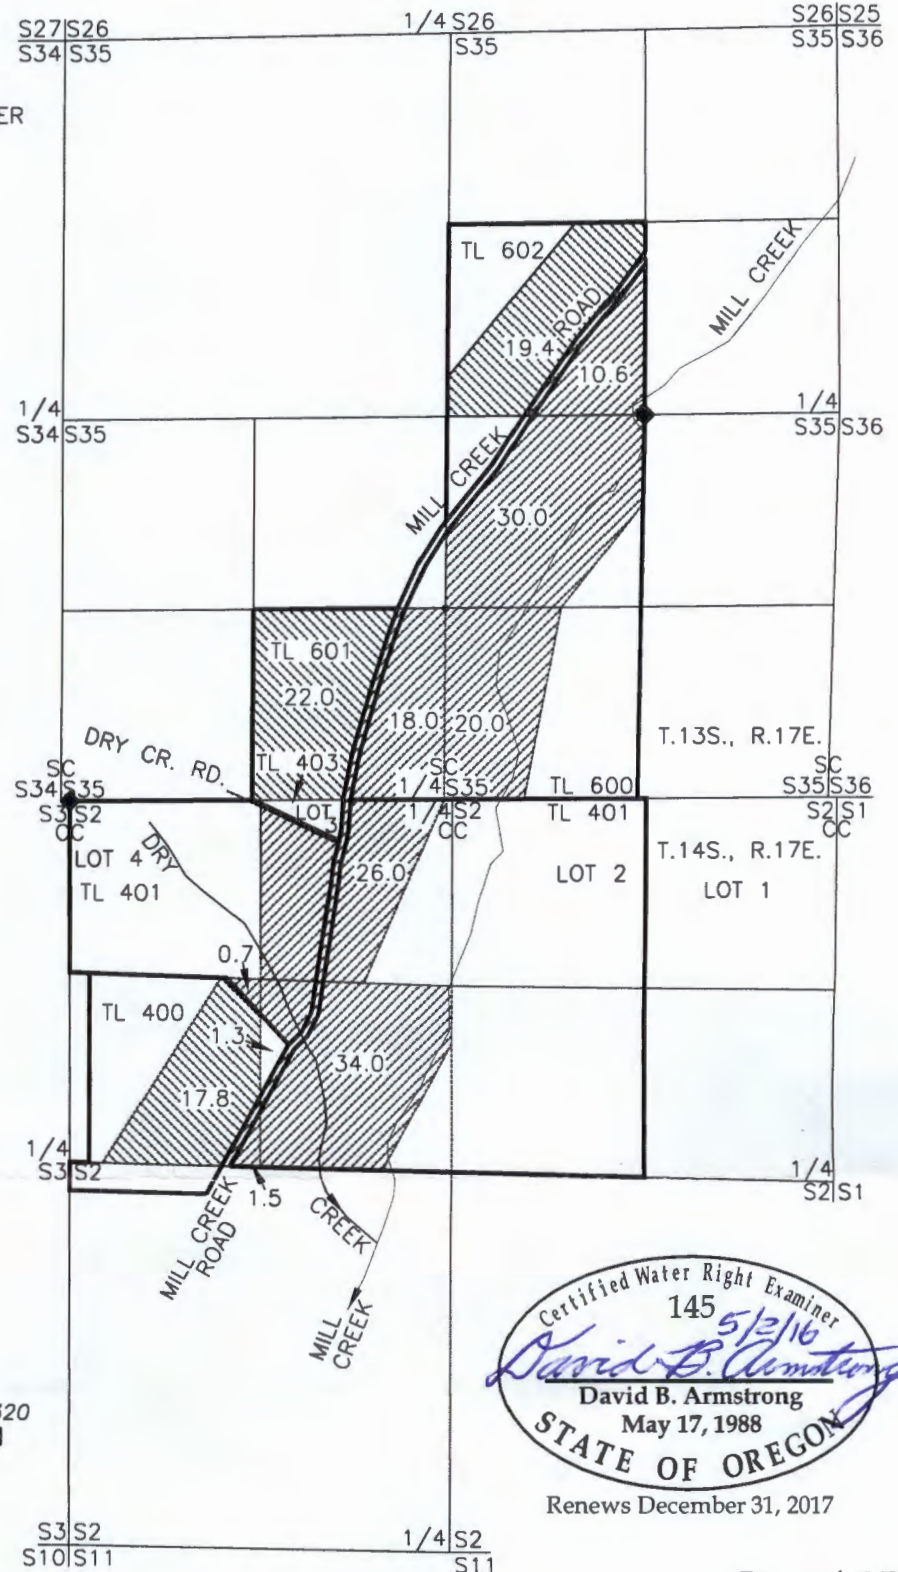 S27 S26
S34 S35
1/4 S26
S35
S26 S25
S35 S36
ER
TL 602
MILL CREEK
19.4
ROAD
10.6
1/4
S34 S35
1/4
S35 S36
MILL CREEK
30.0
TL 601
22.0
18.0
20.0
DRY CR. RD.
TL 403
T.13S., R.17E.
SC
S34 S35
S3 S2
CC
SC
1/4 S35
1/4 S2
CC
TL 600
TL 401
SC
S35 S36
S2 S1
CC
LOT 3
LOT 4
TL 401
DRY
26.0
LOT 2
T.14S., R.17E.
LOT 1
0.7
TL 400
1.3
34.0
17.8
1/4
S3 S2
1/4
S2 S1
1.5
MILL CREEK
ROAD
CREEK
MILL
CREEK
Certified Water Right Examiner
145
5/2/16
David B. Armstrong
David B. Armstrong
May 17, 1988
STATE OF OREGON
Renews December 31, 2017
S3 S2
S10 S11
1/4 S2
S11